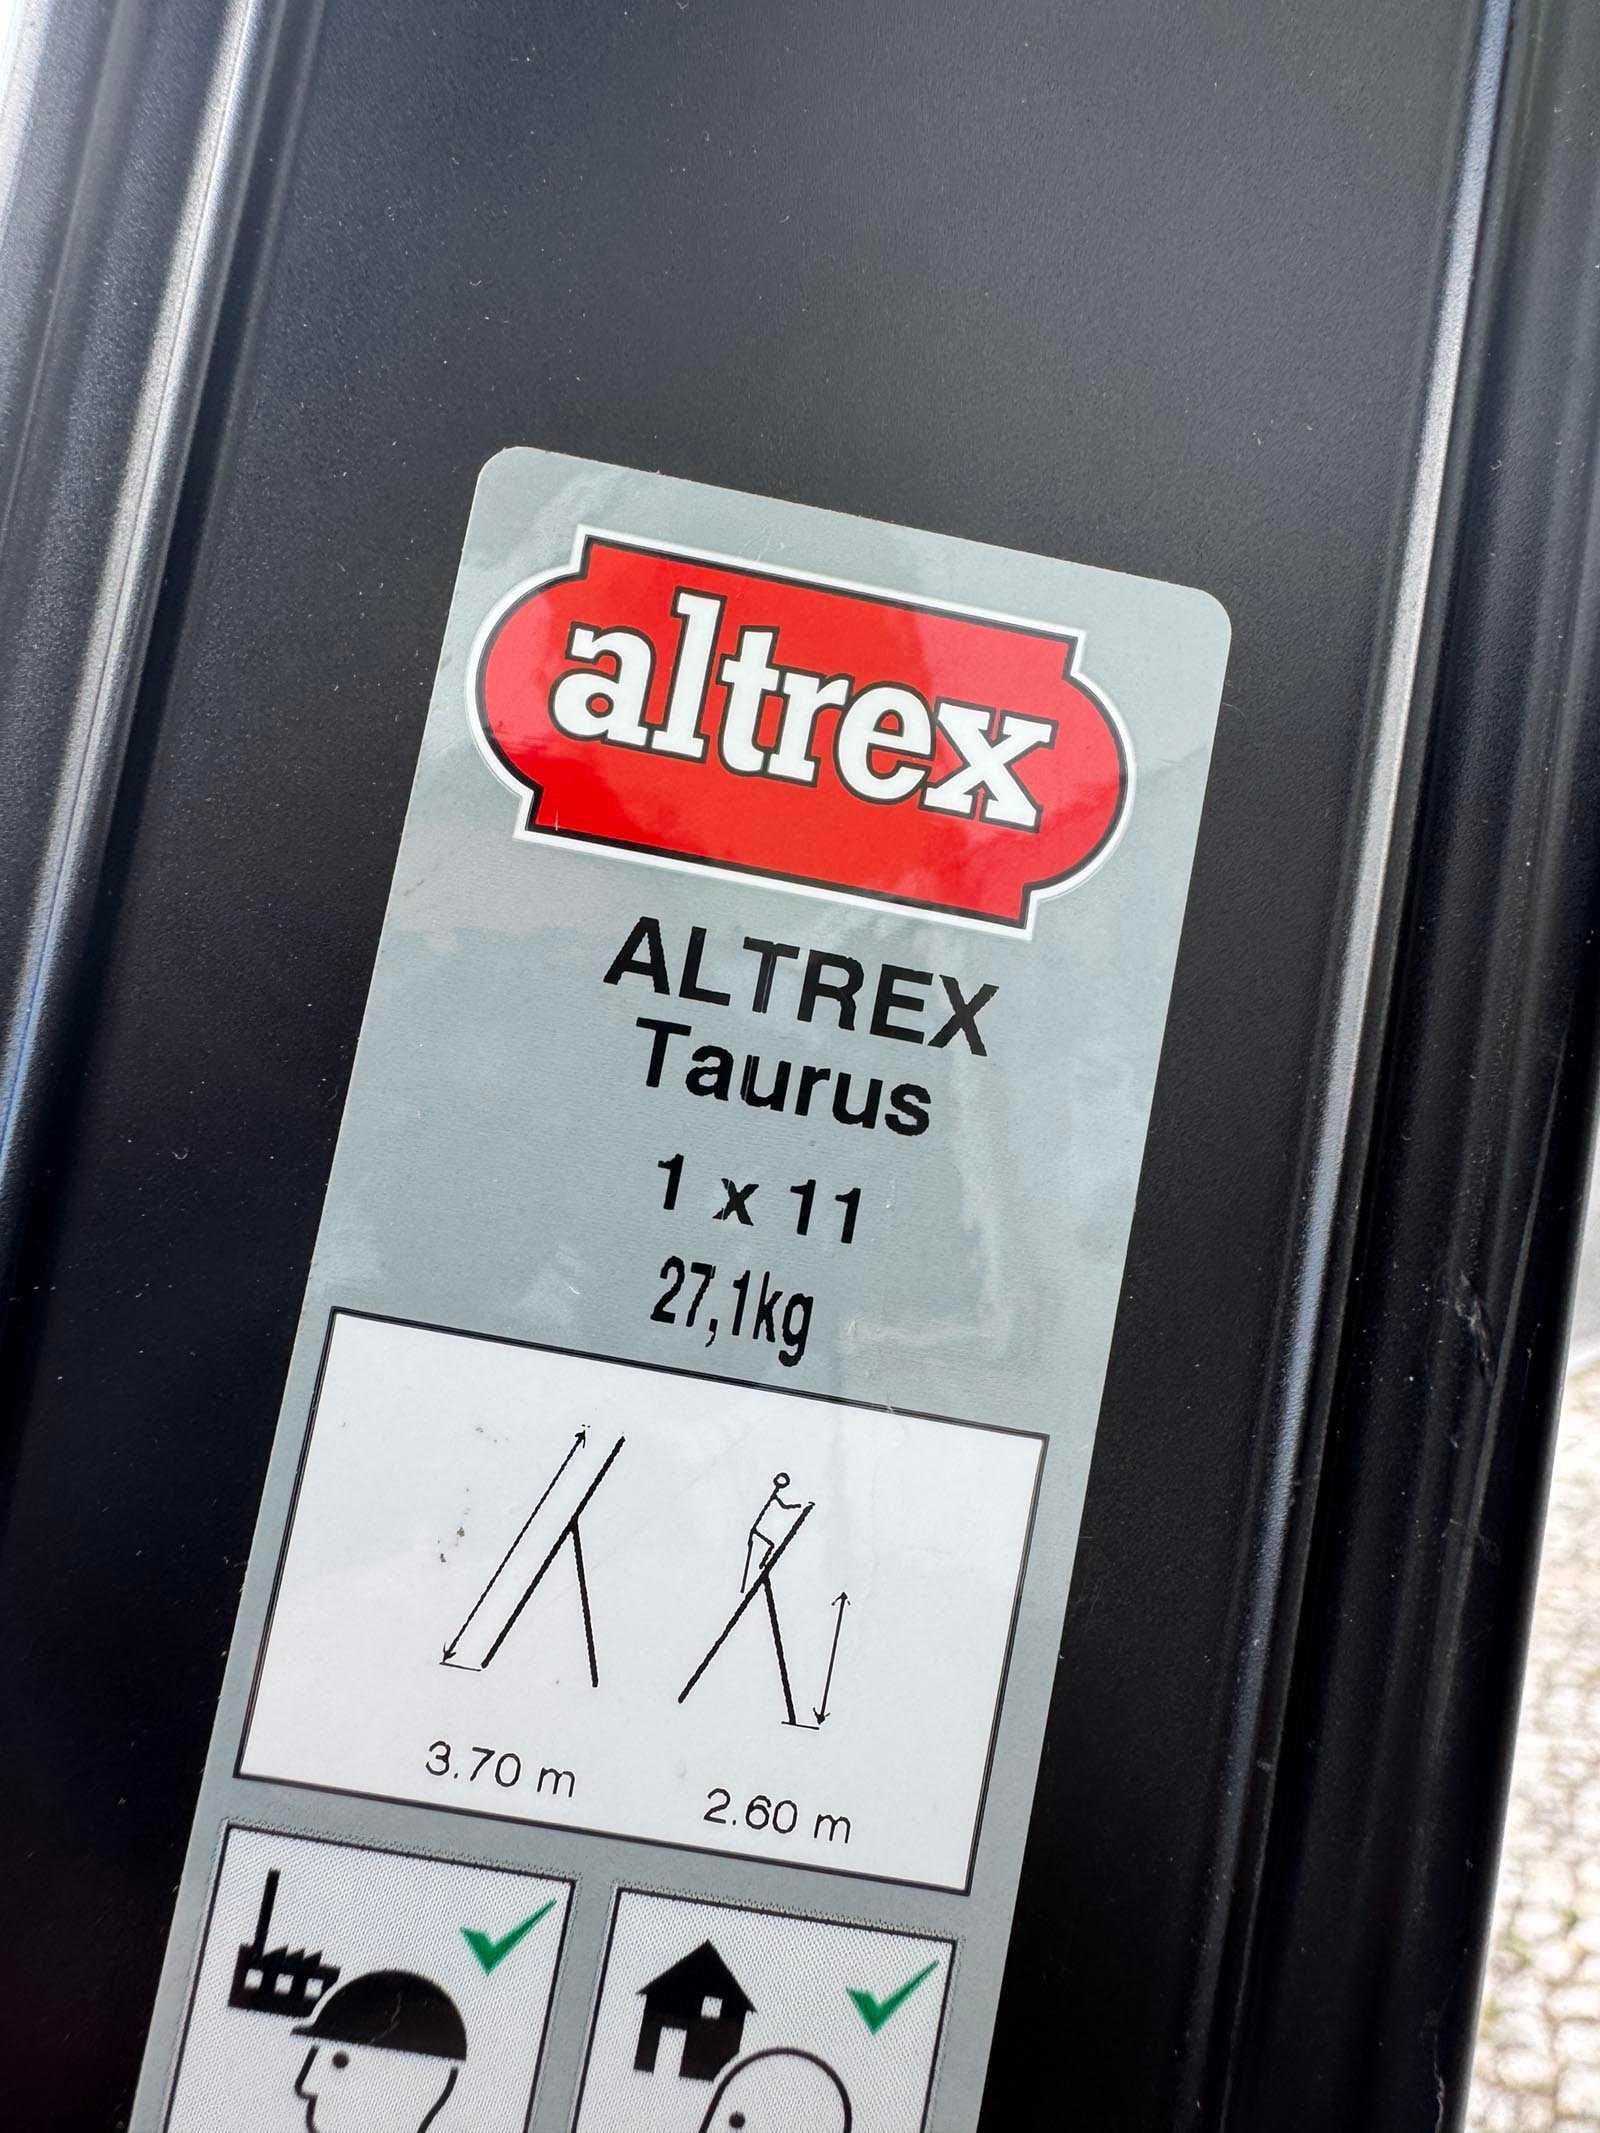 altrex
ALTREX
Taurus
1 x 11
27,1kg
3.70 m
2.60 m